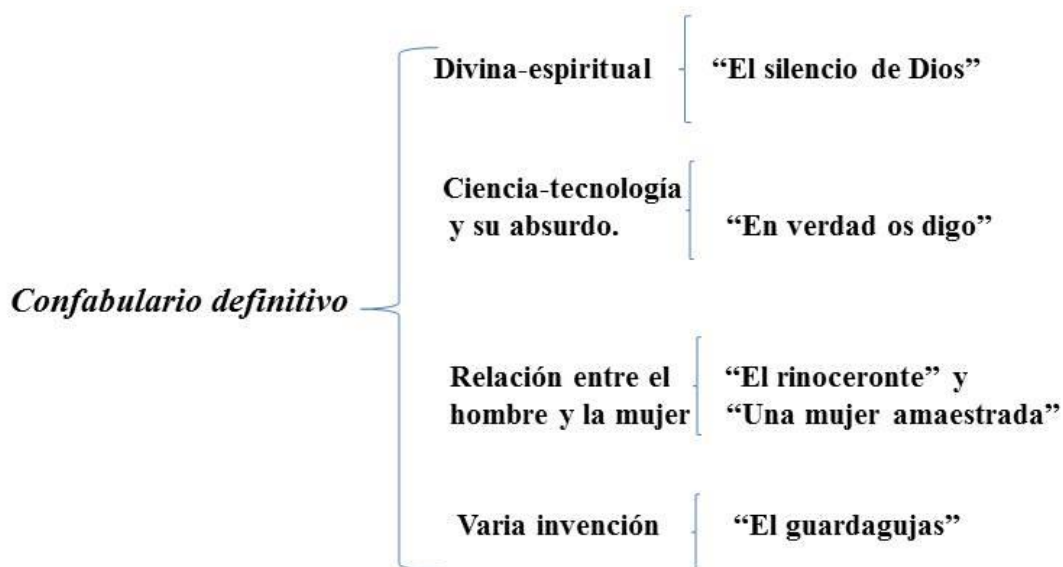 Divina-espiritual “El silencio de Dios”
Ciencia-tecnología
y su absurdo. “En verdad os digo”
Confabulario definitivo
Relación entre el “El rinoceronte” y
hombre y la mujer “Una mujer amaestrada”
Varia invención “El guardagujas”